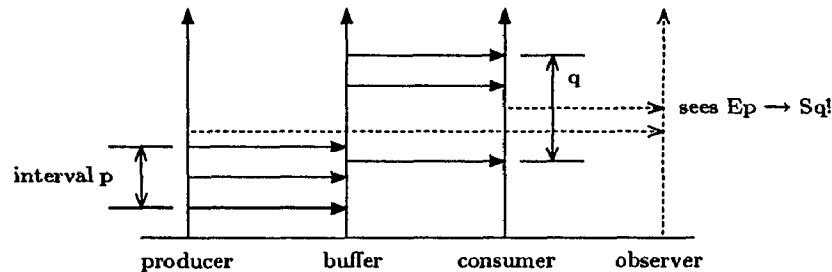 q
sees Ep → Sq!
interval p
producer buffer consumer observer